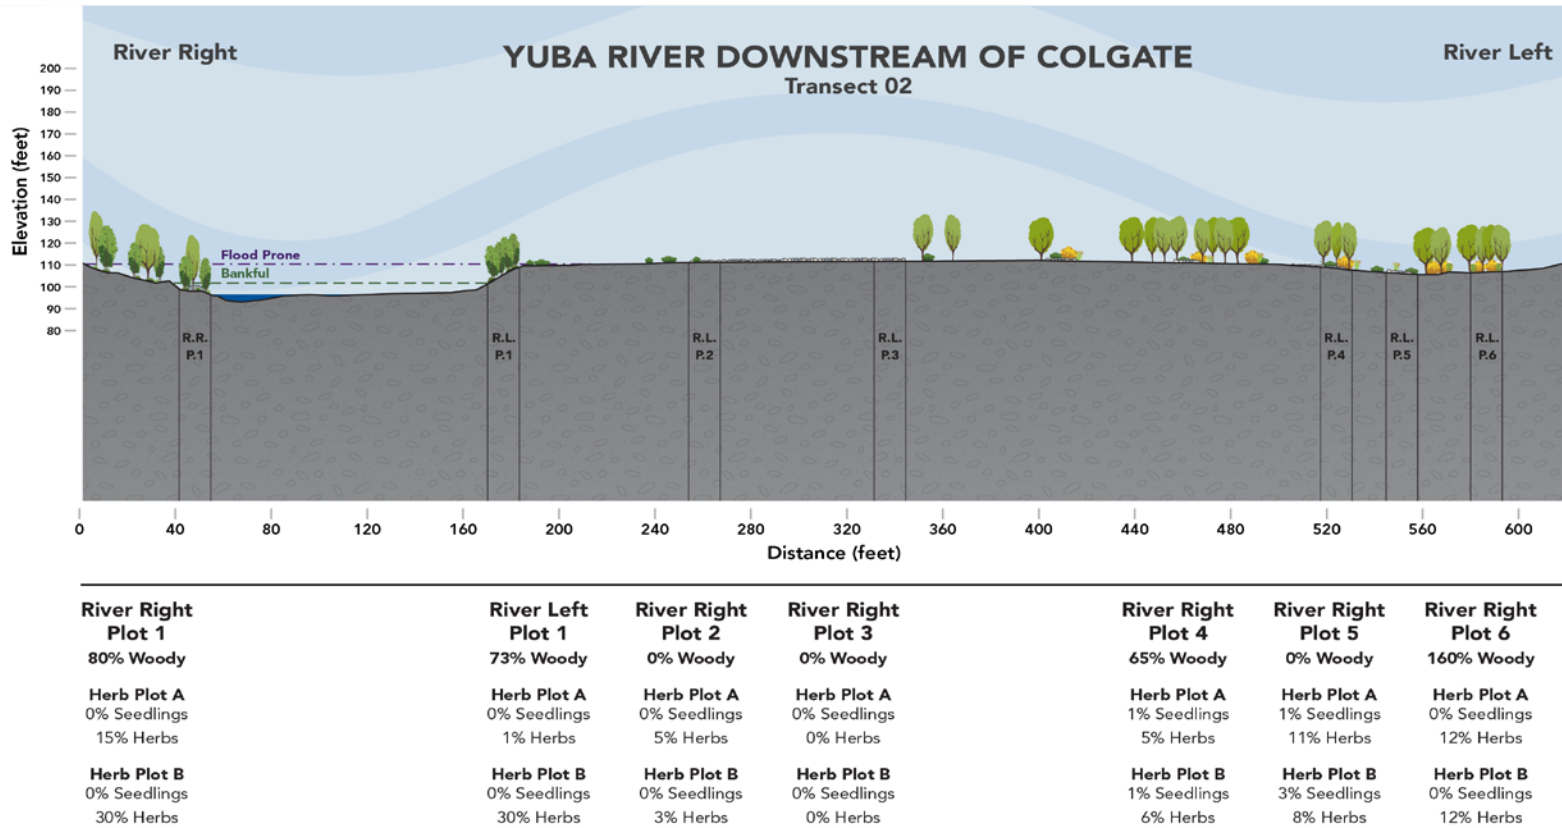 River Right
YUBA RIVER DOWNSTREAM OF COLGATE
River Left
Transect 02
Elevation (feet)
200
190
180
170
160
150
140
130
120
110
100
90
80
Flood Prone
Bankful
R.R.
P.1
R.L.
P.1
R.L.
P.2
R.L.
P.3
R.L.
P.4
R.L.
P.5
R.L.
P.6
0 40 80 120 160 200 240 280 320 360 400 440 480 520 560 600
Distance (feet)
River Right
Plot 1
80% Woody
Herb Plot A
0% Seedlings
15% Herbs
Herb Plot B
0% Seedlings
30% Herbs
River Left
Plot 1
73% Woody
Herb Plot A
0% Seedlings
1% Herbs
Herb Plot B
0% Seedlings
30% Herbs
River Right
Plot 2
0% Woody
Herb Plot A
0% Seedlings
5% Herbs
Herb Plot B
0% Seedlings
3% Herbs
River Right
Plot 3
0% Woody
Herb Plot A
0% Seedlings
0% Herbs
Herb Plot B
0% Seedlings
0% Herbs
River Right
Plot 4
65% Woody
Herb Plot A
1% Seedlings
5% Herbs
Herb Plot B
1% Seedlings
6% Herbs
River Right
Plot 5
0% Woody
Herb Plot A
1% Seedlings
11% Herbs
Herb Plot B
3% Seedlings
8% Herbs
River Right
Plot 6
160% Woody
Herb Plot A
0% Seedlings
12% Herbs
Herb Plot B
0% Seedlings
12% Herbs